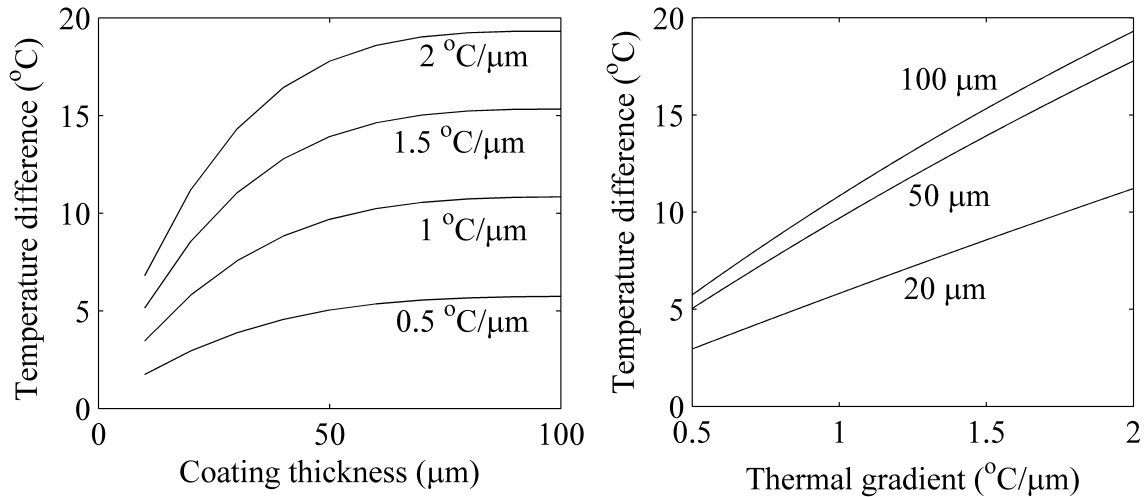 Temperature difference (°C)
20
15
10
5
0
2 °C/μm
1.5 °C/μm
1 °C/μm
0.5 °C/μm
0
50
100
Coating thickness (μm)
Temperature difference (°C)
20
15
10
5
0
100 μm
50 μm
20 μm
0.5
1
1.5
2
Thermal gradient (°C/μm)